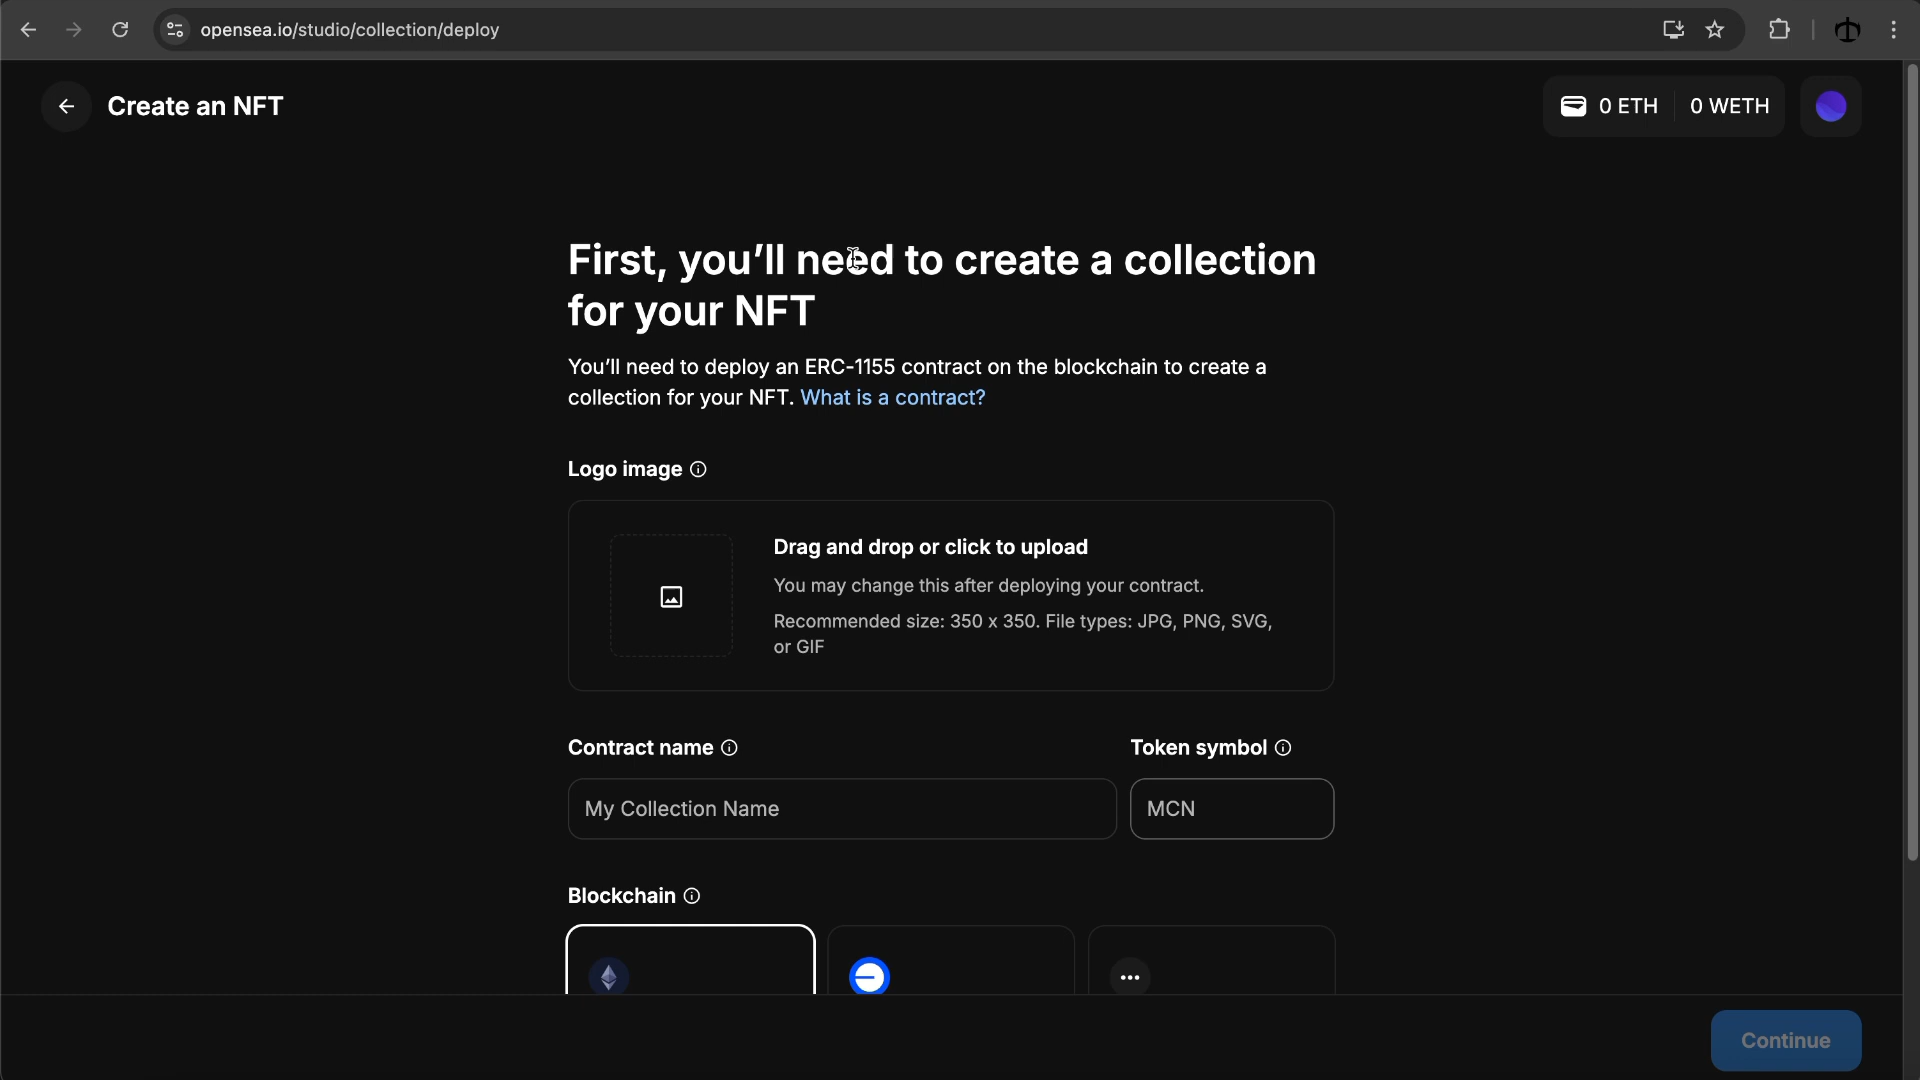 opensea.io/studio/collection/deploy
Create an NFT
0 ETH
0 WETH
First, you'll need to create a collection
for your NFT
You'll need to deploy an ERC-1155 contract on the blockchain to create a
collection for your NFT. What is a contract?
Logo image
Drag and drop or click to upload
You may change this after deploying your contract.
Recommended size: 350 x 350. File types: JPG, PNG, SVG,
or GIF
Contract name
Token symbol
My Collection Name
MCN
Blockchain
Continue